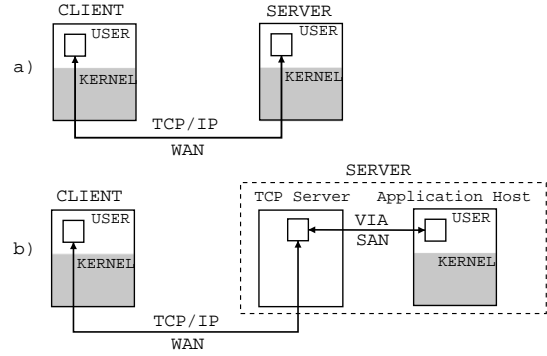 CLIENT
SERVER
USER
USER
a)
KERNEL
KERNEL
TCP/IP
WAN
SERVER
CLIENT
TCP Server
Application Host
USER
VIA
USER
b)
SAN
KERNEL
KERNEL
TCP/IP
WAN